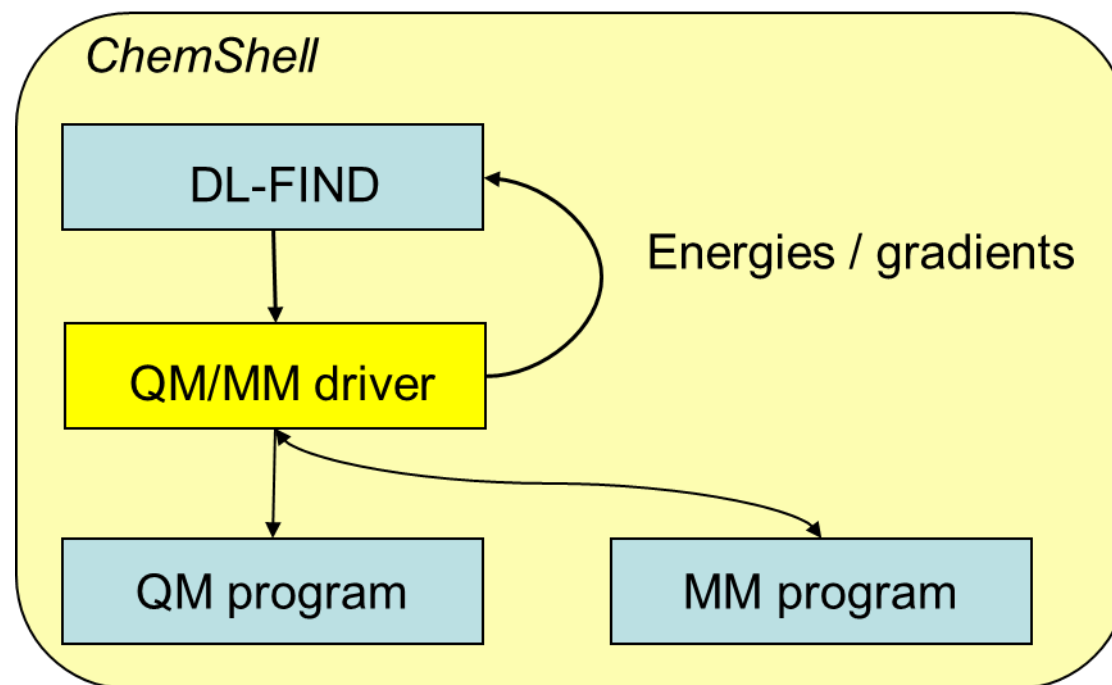 ChemShell
DL-FIND
Energies / gradients
QM/MM driver
QM program
MM program